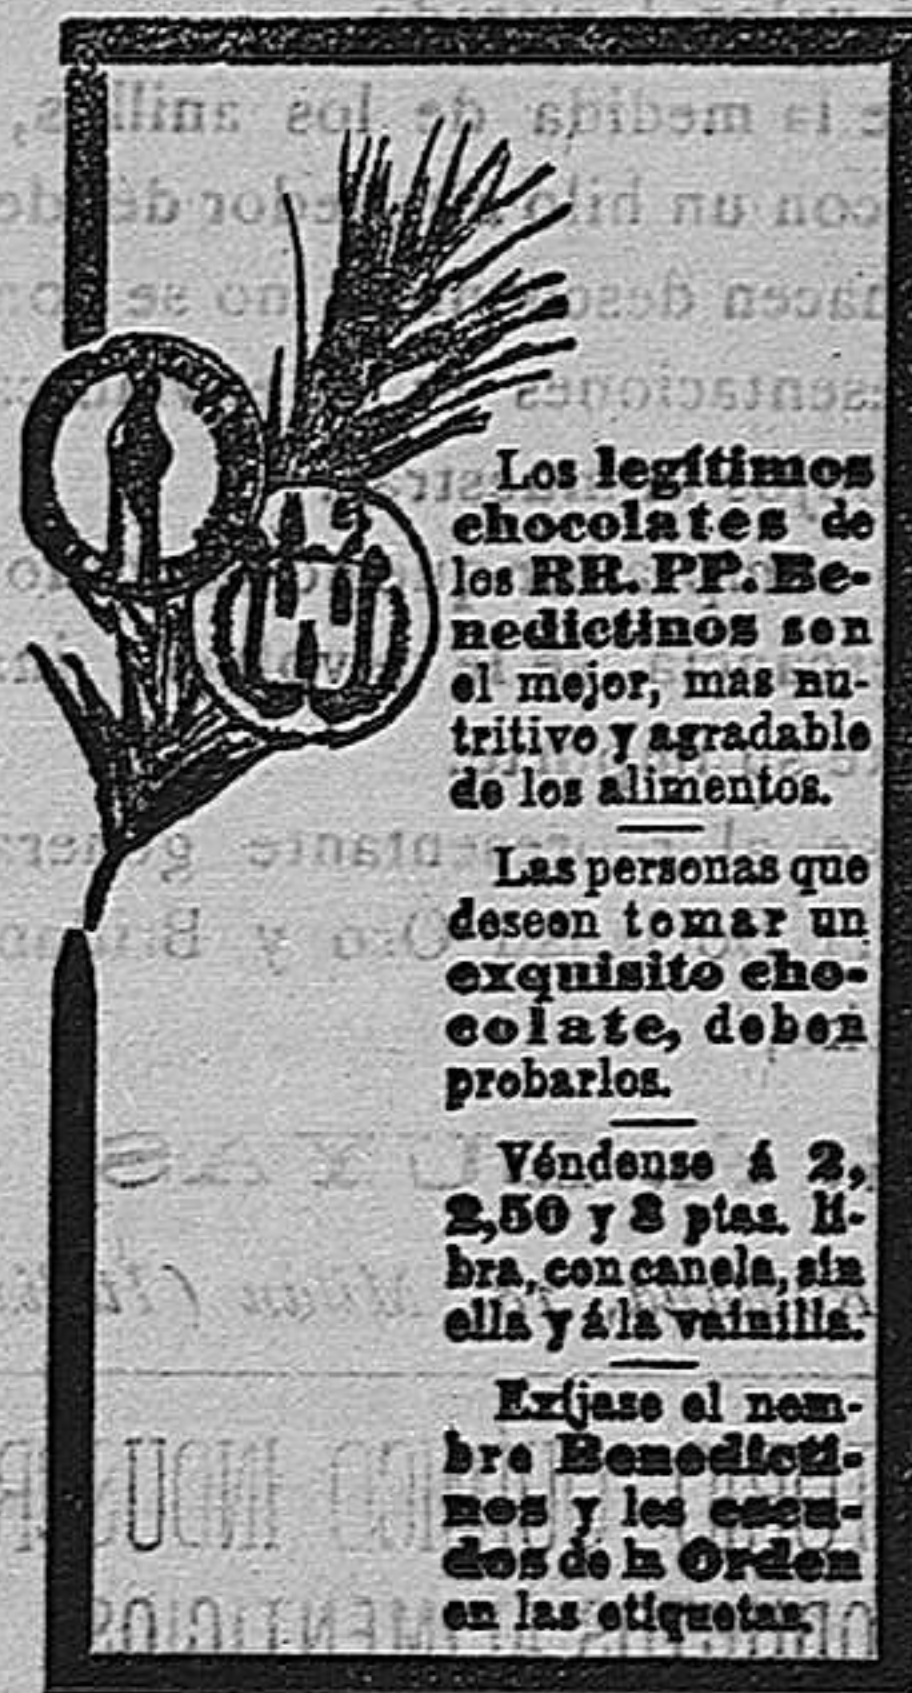 Los legítimos
chocolates de
los RR. PP. Be-
nedictinos son
el mejor, mas nu-
tritivo y agradable
de los alimentos.
Las personas que
deseen tomar un
exquisito cho-
colate, deben
probarlos.
Véndense á 2,
2,50 y 3 ptas. li-
bra, con canela, sin
ella y á la vainilla.
Exíjase el nom-
bre Benedicti-
nos y los escu-
dos de la Orden
en las etiquetas.